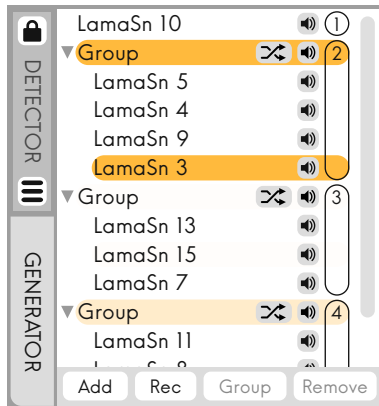 LamaSn 10 1
Group 2
LamaSn 5
LamaSn 4
LamaSn 9
LamaSn 3
Group 3
LamaSn 13
LamaSn 15
LamaSn 7
Group 4
LamaSn 11
DETECTOR
GENERATOR
Add Rec Group Remove